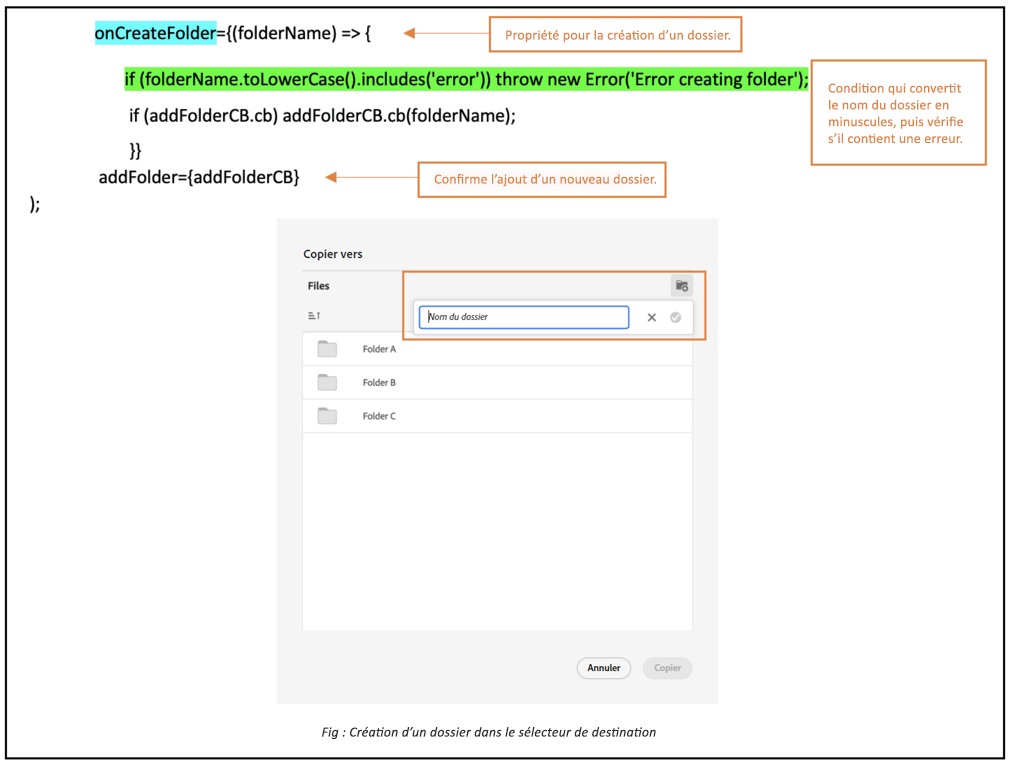 onCreateFolder={(folderName) => {
Propriété pour la création d’un dossier.
if (folderName.toLowerCase().includes('error')) throw new Error('Error creating folder');
Condition qui convertit
le nom du dossier en
minuscules, puis vérifie
s’il contient une erreur.
if (addFolderCB.cb) addFolderCB.cb(folderName);
}}
addFolder={addFolderCB}
Confirme l’ajout d’un nouveau dossier.
);
Copier vers
Files
Nom du dossier
Folder A
Folder B
Folder C
Annuler
Copier
Fig : Création d’un dossier dans le sélecteur de destination